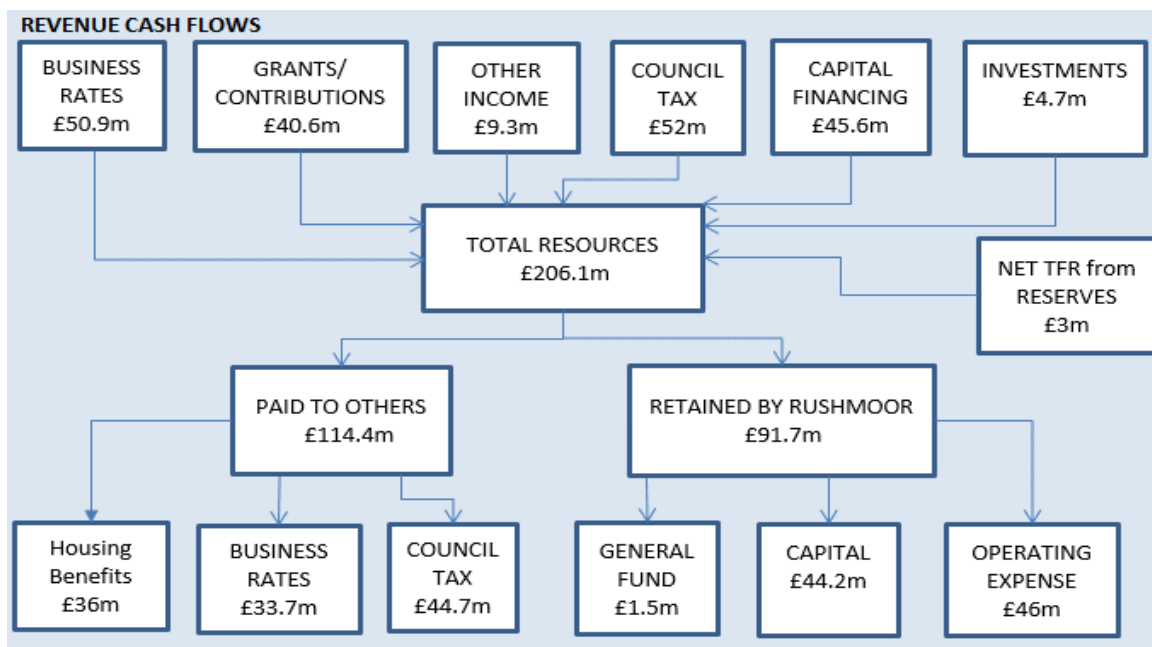 REVENUE CASH FLOWS
BUSINESS
RATES
£50.9m
GRANTS/
CONTRIBUTIONS
£40.6m
OTHER
INCOME
£9.3m
COUNCIL
TAX
£52m
CAPITAL
FINANCING
£45.6m
INVESTMENTS
£4.7m
TOTAL RESOURCES
£206.1m
NET TFR from
RESERVES
£3m
PAID TO OTHERS
£114.4m
RETAINED BY RUSHMOOR
£91.7m
Housing
Benefits
£36m
BUSINESS
RATES
£33.7m
COUNCIL
TAX
£44.7m
GENERAL
FUND
£1.5m
CAPITAL
£44.2m
OPERATING
EXPENSE
£46m